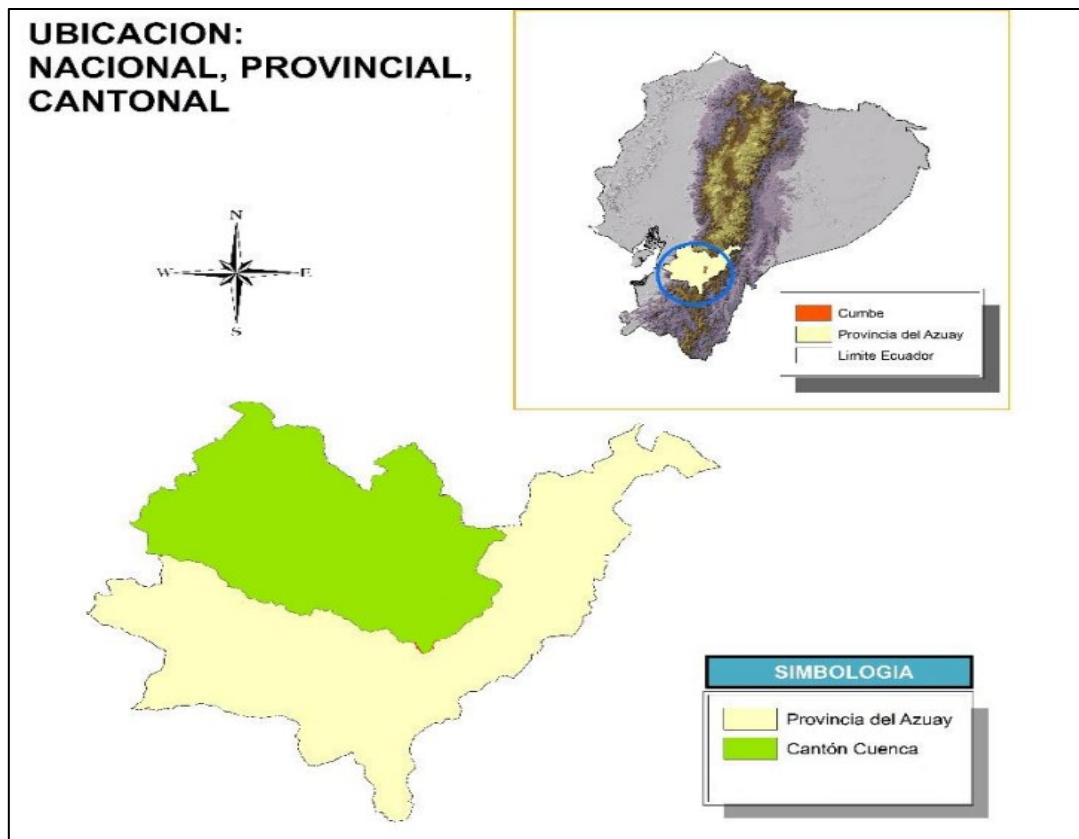 UBICACION:
NACIONAL, PROVINCIAL,
CANTONAL
N
W
E
S
Cumbe
Provincia del Azuay
Limite Ecuador
SIMBOLOGIA
Provincia del Azuay
Cantón Cuenca